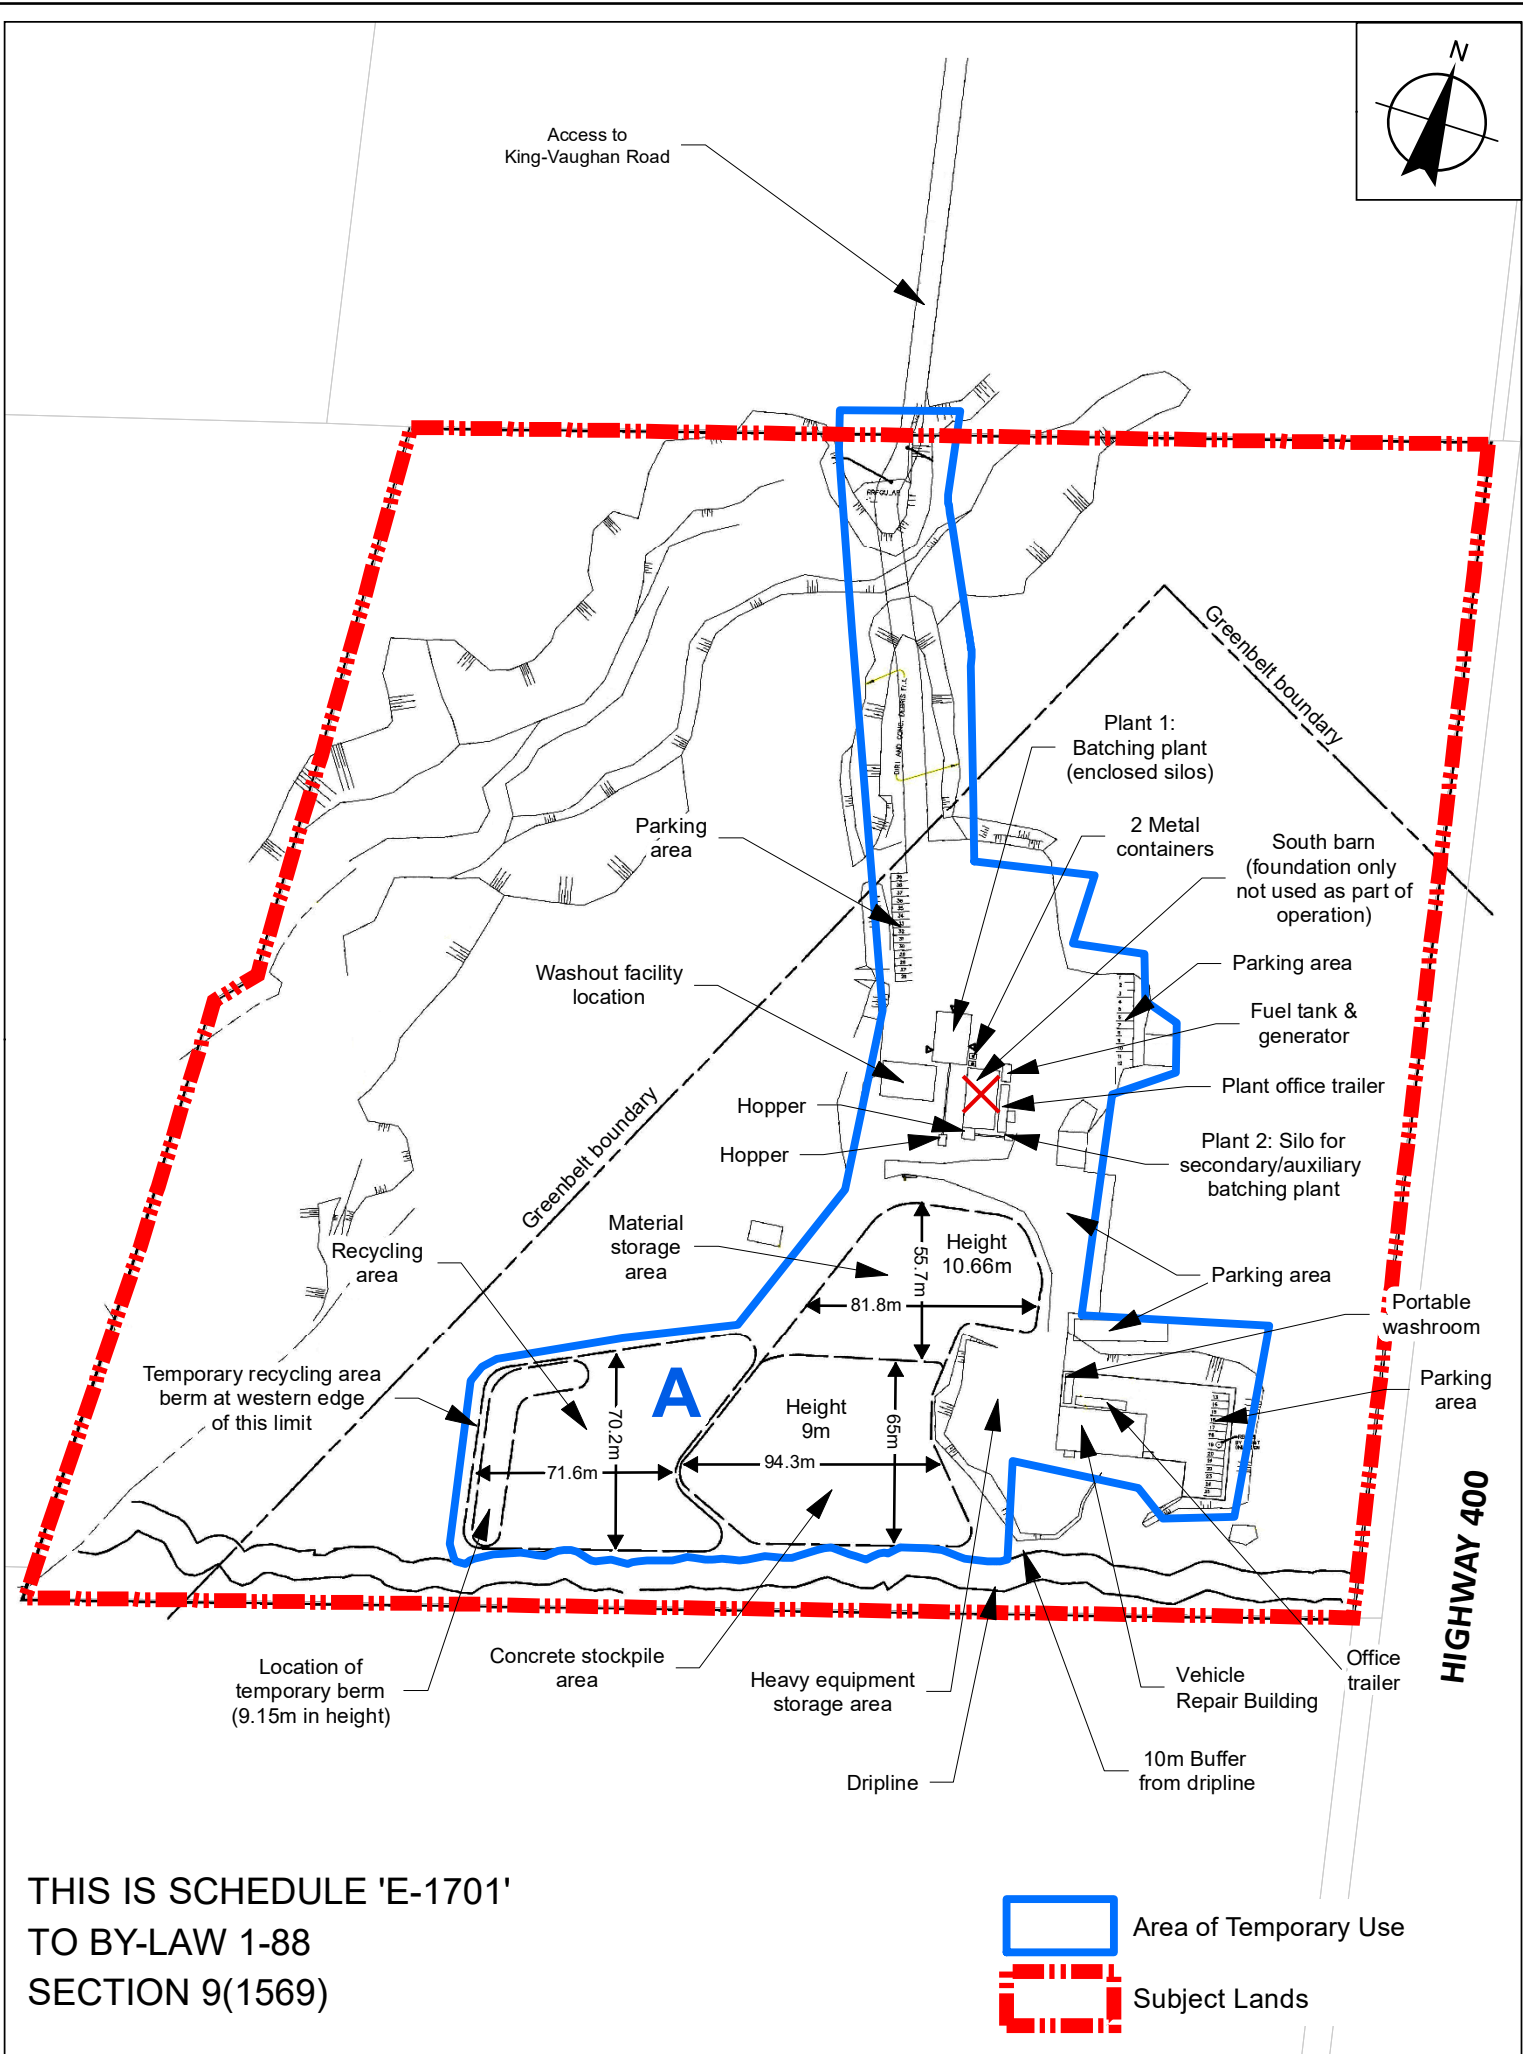 N
Access to
King-Vaughan Road
Greenbelt boundary
Plant 1:
Batching plant
(enclosed silos)
2 Metal
containers
South barn
(foundation only
not used as part of
operation)
Parking
area
Parking area
Washout facility
location
Fuel tank &
generator
Plant office trailer
Hopper
Hopper
Plant 2: Silo for
secondary/auxiliary
batching plant
Greenbelt boundary
Material
storage
area
Height
10.66m
55.7m
81.8m
Recycling
area
Parking area
Portable
washroom
Temporary recycling area
berm at western edge
of this limit
A
Height
9m
Parking
area
70.2m
65m
71.6m
94.3m
HIGHWAY 400
Location of
temporary berm
(9.15m in height)
Concrete stockpile
area
Heavy equipment
storage area
Vehicle
Repair Building
Office
trailer
Dripline
10m Buffer
from dripline
THIS IS SCHEDULE 'E-1701'
TO BY-LAW 1-88
SECTION 9(1569)
Area of Temporary Use
Subject Lands